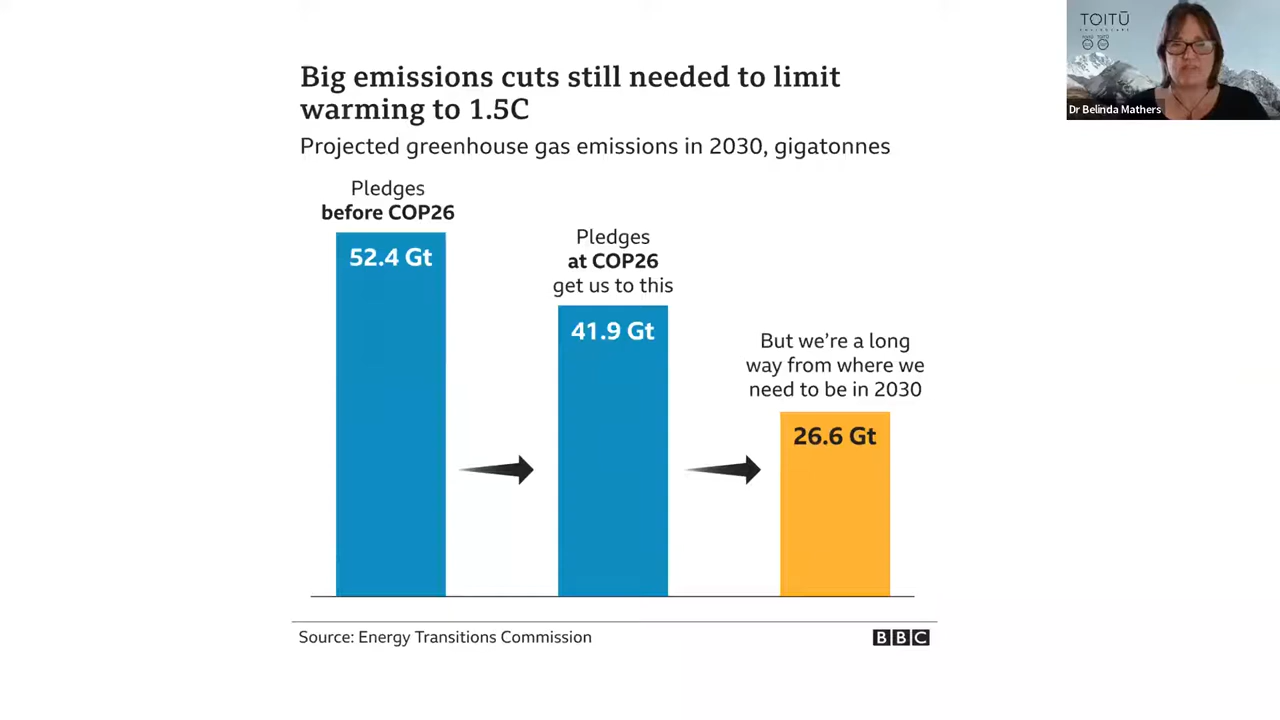 Big emissions cuts still needed to limit
warming to 1.5C
Projected greenhouse gas emissions in 2030, gigatonnes
Pledges
before COP26
52.4 Gt
Pledges
at COP26
get us to this
41.9 Gt
But we're a long
way from where we
need to be in 2030
26.6 Gt
Source: Energy Transitions Commission
BBC
TOITŪ
Dr Belinda Mathers